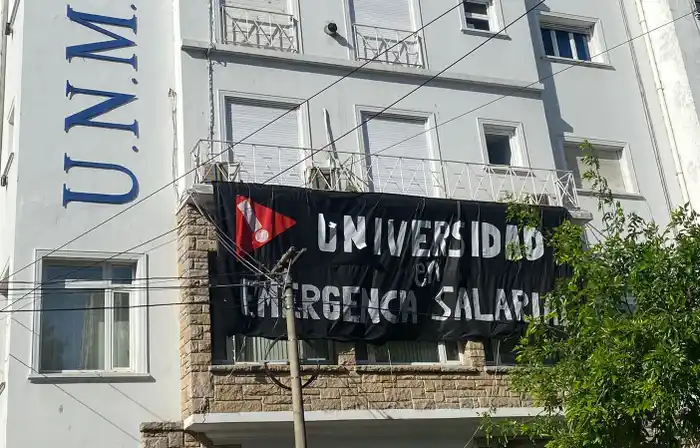 U.N.M.
UNIVERSIDAD
en
EMERGENCIA SALARIAL